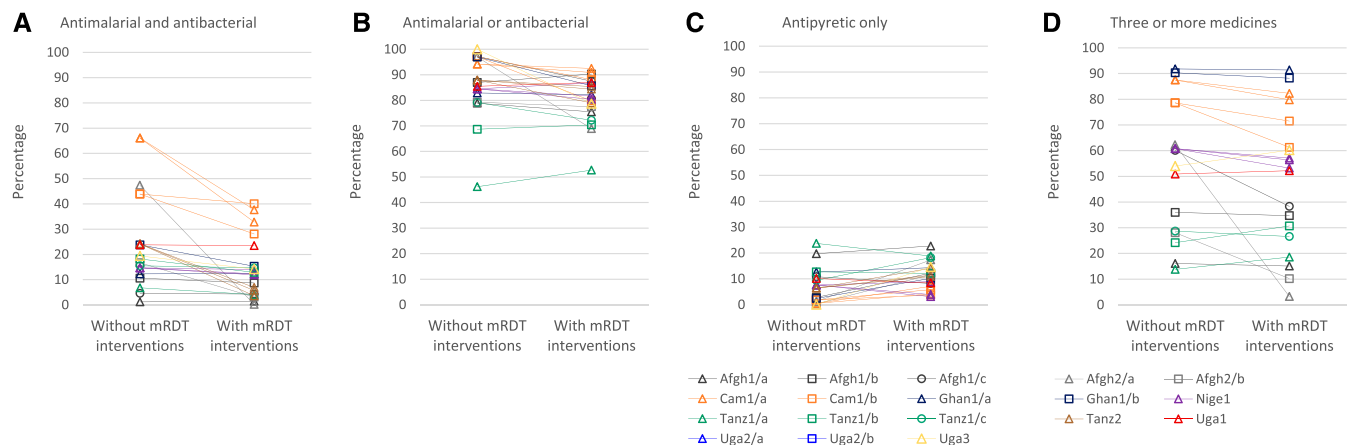 A Antimalarial and antibacterial
B Antimalarial or antibacterial
C Antipyretic only
D Three or more medicines
Percentage
100
90
80
70
60
50
40
30
20
10
0
Without mRDT interventions
With mRDT interventions
Percentage
100
90
80
70
60
50
40
30
20
10
0
Without mRDT interventions
With mRDT interventions
Percentage
100
90
80
70
60
50
40
30
20
10
0
Without mRDT interventions
With mRDT interventions
Percentage
100
90
80
70
60
50
40
30
20
10
0
Without mRDT interventions
With mRDT interventions
Afgh1/a Afgh1/b Afgh1/c Afgh2/a Afgh2/b
Cam1/a Cam1/b Ghan1/a Ghan1/b Nige1
Tanz1/a Tanz1/b Tanz1/c Tanz2 Uga1
Uga2/a Uga2/b Uga3